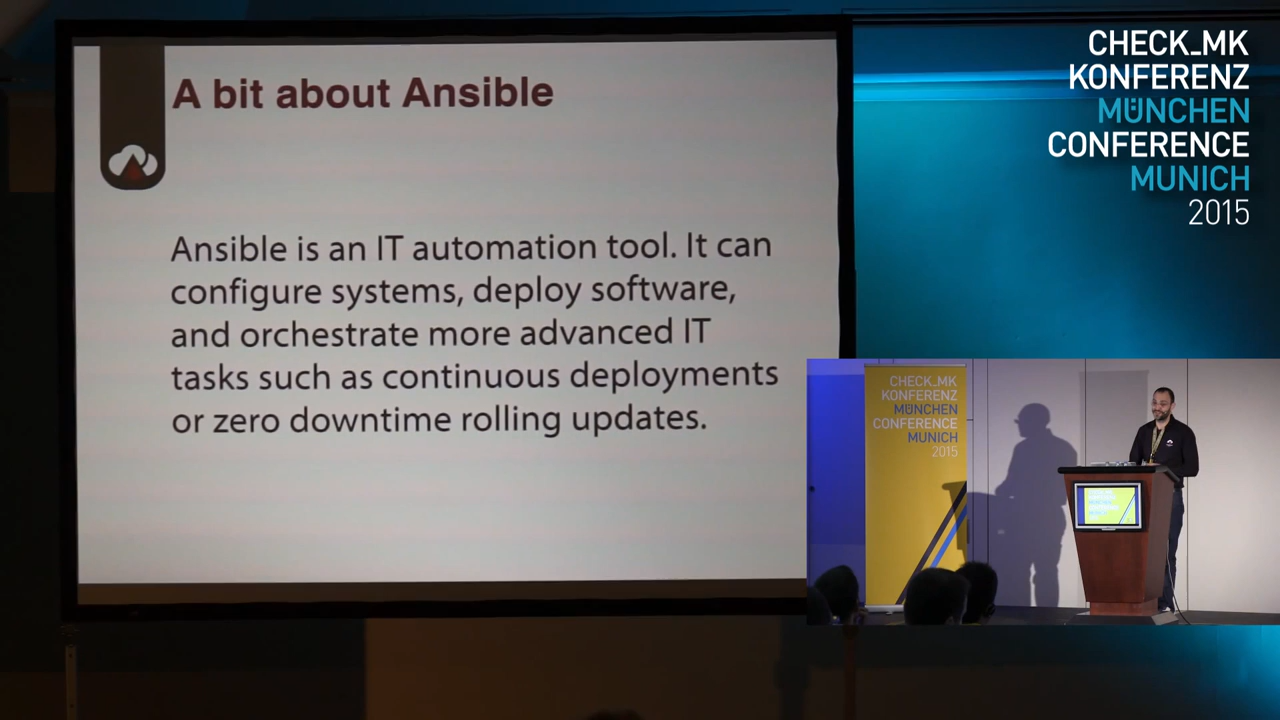 A bit about Ansible
Ansible is an IT automation tool. It can
configure systems, deploy software,
and orchestrate more advanced IT
tasks such as continuous deployments
or zero downtime rolling updates.
CHECK_MK
KONFERENZ
MÜNCHEN
CONFERENCE
MUNICH
2015
CHECK_MK
KONFERENZ
MÜNCHEN
CONFERENCE
MUNICH
2015